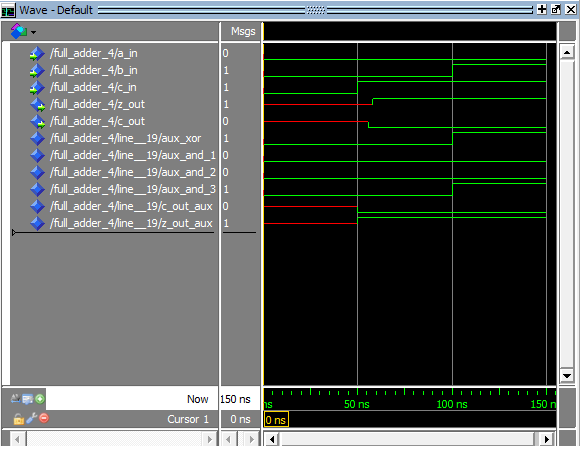 Wave - Default
Msgs
/full_adder_4/a_in 0
/full_adder_4/b_in 1
/full_adder_4/c_in 1
/full_adder_4/z_out 1
/full_adder_4/c_out 0
/full_adder_4/line__19/aux_xor 1
/full_adder_4/line__19/aux_and_1 0
/full_adder_4/line__19/aux_and_2 0
/full_adder_4/line__19/aux_and_3 1
/full_adder_4/line__19/c_out_aux 0
/full_adder_4/line__19/z_out_aux 1
Now 150 ns ns 50 ns 100 ns 150 n
Cursor 1 0 ns 0 ns